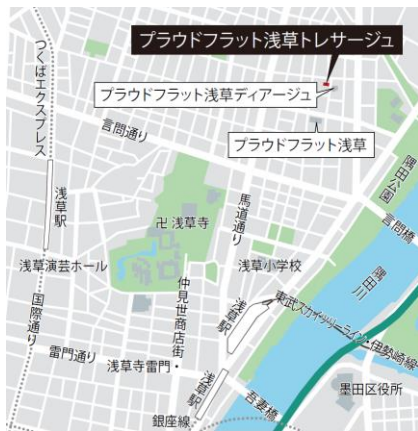 プラウドフラット浅草トレサージュ
プラウドフラット浅草ディアージュ
プラウドフラット浅草
つくばエクスプレス
言問通り
隅田公園
浅草駅
卍 浅草寺
馬道通り
言問橋
浅草演芸ホール
浅草小学校
隅田川
仲見世商店街
東武スカイツリーライン・伊勢崎線
国際通り
浅草駅
雷門通り
浅草寺雷門
浅草駅
吾妻橋
墨田区役所
銀座線